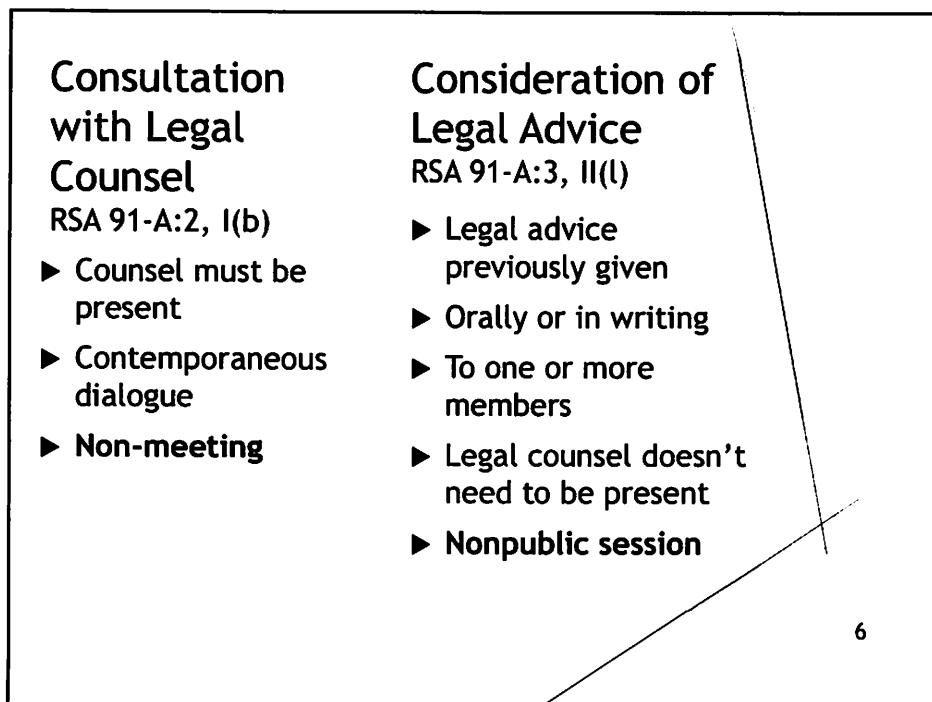 Consultation
with Legal
Counsel
RSA 91-A:2, I(b)
▶ Counsel must be
present
▶ Contemporaneous
dialogue
▶ Non-meeting
Consideration of
Legal Advice
RSA 91-A:3, II(l)
▶ Legal advice
previously given
▶ Orally or in writing
▶ To one or more
members
▶ Legal counsel doesn't
need to be present
▶ Nonpublic session
6